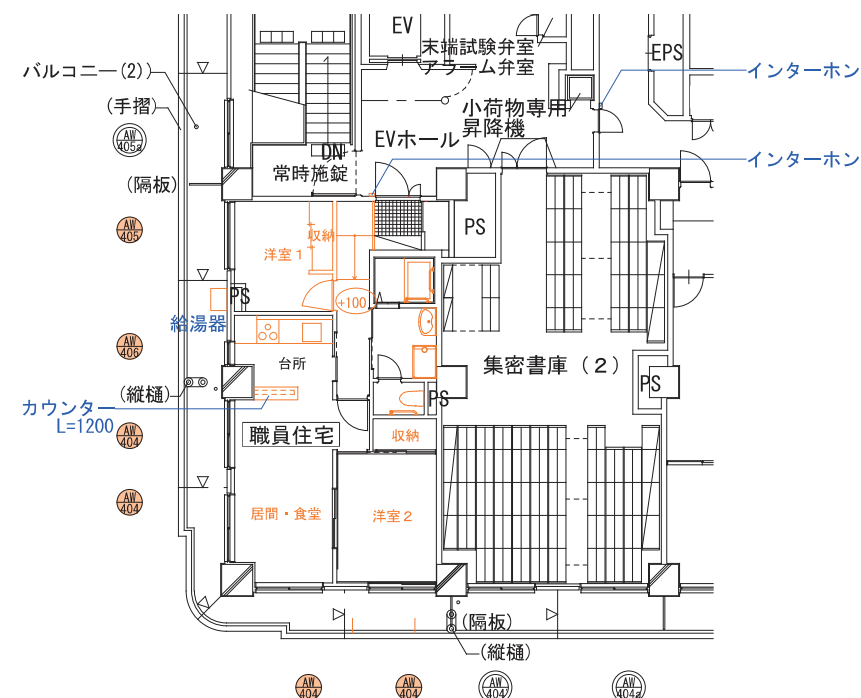 EV
末端試験弁室
アラーム弁室
EPS
バルコニー(2)
インターホン
(手摺)
小荷物専用
昇降機
AW
405a
EVホール
DN
常時施錠
インターホン
(隔板)
AW
405
PS
収納
洋室1
PS
+100
給湯器
AW
406
台所
集密書庫(2)
PS
(縦樋)
PS
カウンター
L=1200
AW
404
職員住宅
収納
AW
404
居間・食堂
洋室2
(隔板)
(縦樋)
AW
404
AW
404
AW
404
AW
404a